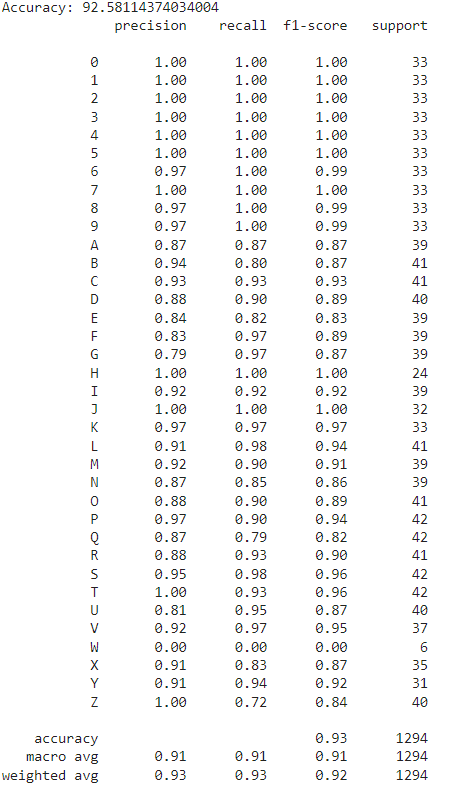 Accuracy: 92.58114374034004
precision recall f1-score support
0 1.00 1.00 1.00 33
1 1.00 1.00 1.00 33
2 1.00 1.00 1.00 33
3 1.00 1.00 1.00 33
4 1.00 1.00 1.00 33
5 1.00 1.00 1.00 33
6 0.97 1.00 0.99 33
7 1.00 1.00 1.00 33
8 0.97 1.00 0.99 33
9 0.97 1.00 0.99 33
A 0.87 0.87 0.87 39
B 0.94 0.80 0.87 41
C 0.93 0.93 0.93 41
D 0.88 0.90 0.89 40
E 0.84 0.82 0.83 39
F 0.83 0.97 0.89 39
G 0.79 0.97 0.87 39
H 1.00 1.00 1.00 24
I 0.92 0.92 0.92 39
J 1.00 1.00 1.00 32
K 0.97 0.97 0.97 33
L 0.91 0.98 0.94 41
M 0.92 0.90 0.91 39
N 0.87 0.85 0.86 39
O 0.88 0.90 0.89 41
P 0.97 0.90 0.94 42
Q 0.87 0.79 0.82 42
R 0.88 0.93 0.90 41
S 0.95 0.98 0.96 42
T 1.00 0.93 0.96 42
U 0.81 0.95 0.87 40
V 0.92 0.97 0.95 37
W 0.00 0.00 0.00 6
X 0.91 0.83 0.87 35
Y 0.91 0.94 0.92 31
Z 1.00 0.72 0.84 40
accuracy 0.93 1294
macro avg 0.91 0.91 0.91 1294
weighted avg 0.93 0.93 0.92 1294